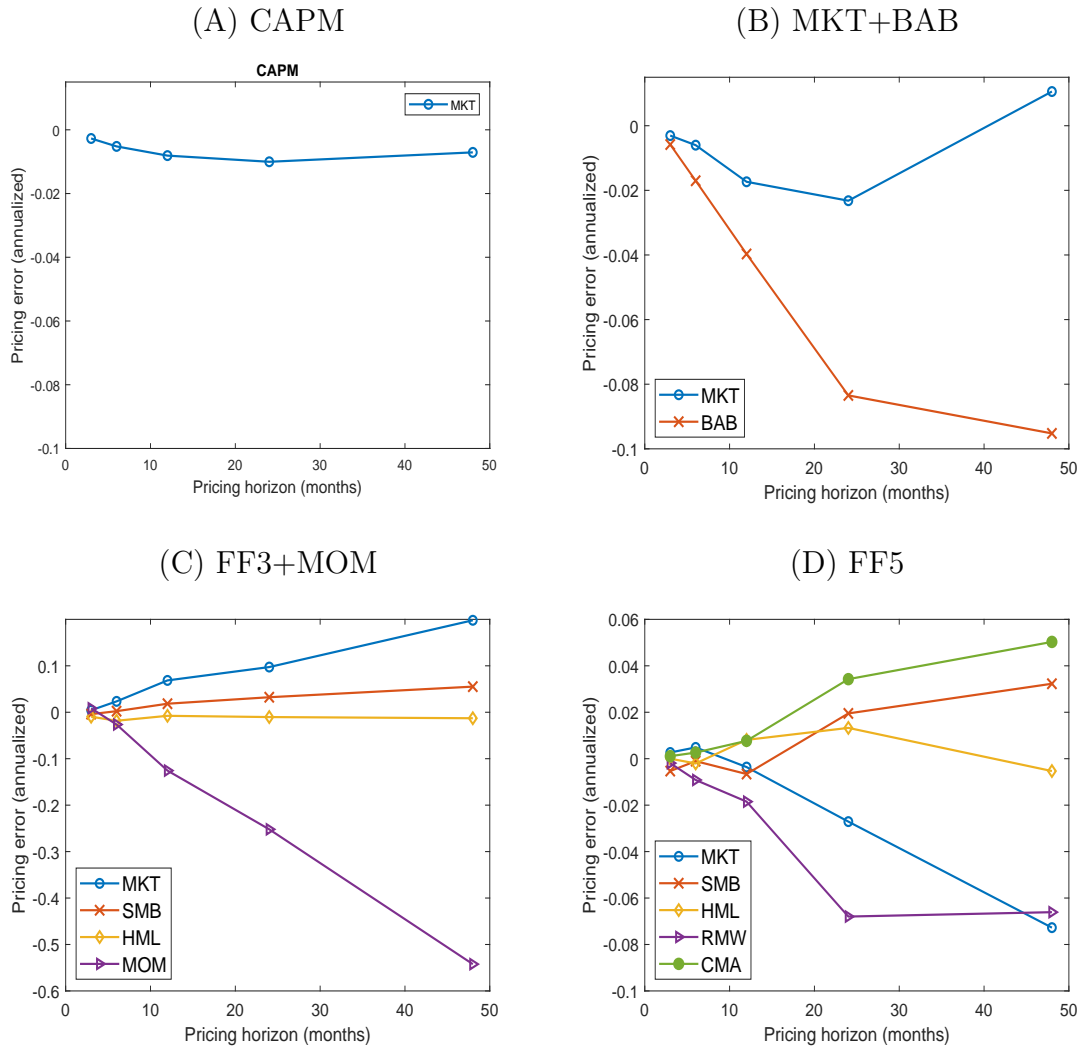 (A) CAPM
(B) MKT+BAB
CAPM
MKT
0
-0.02
-0.04
-0.06
-0.08
-0.1
Pricing error (annualized)
0 10 20 30 40 50
Pricing horizon (months)
0
-0.02
-0.04
-0.06
-0.08
-0.1
Pricing error (annualized)
MKT
BAB
0 10 20 30 40 50
Pricing horizon (months)
(C) FF3+MOM
(D) FF5
0.1
0
-0.1
-0.2
-0.3
-0.4
-0.5
-0.6
Pricing error (annualized)
MKT
SMB
HML
MOM
0 10 20 30 40 50
Pricing horizon (months)
0.06
0.04
0.02
0
-0.02
-0.04
-0.06
-0.08
-0.1
Pricing error (annualized)
MKT
SMB
HML
RMW
CMA
0 10 20 30 40 50
Pricing horizon (months)